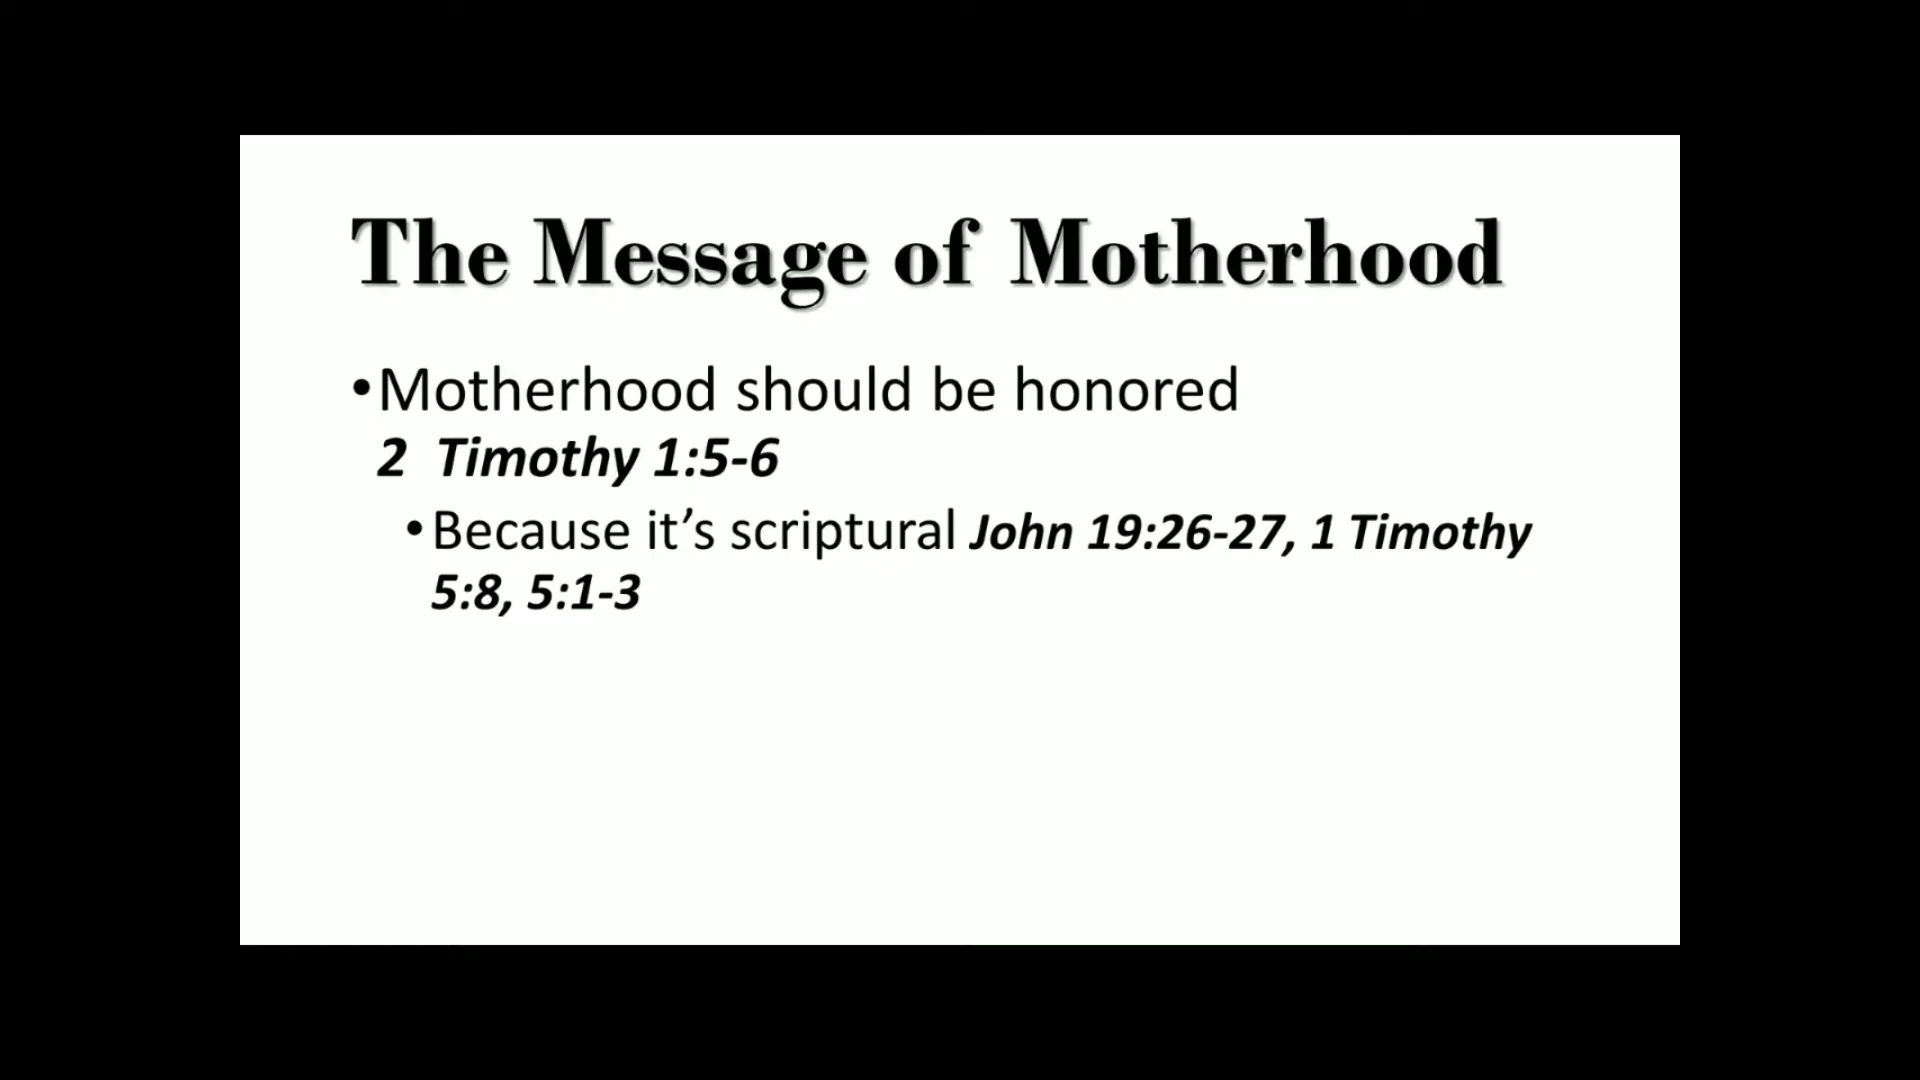 The Message of Motherhood
•Motherhood should be honored
2 Timothy 1:5-6
•Because it’s scriptural John 19:26-27, 1 Timothy
5:8, 5:1-3